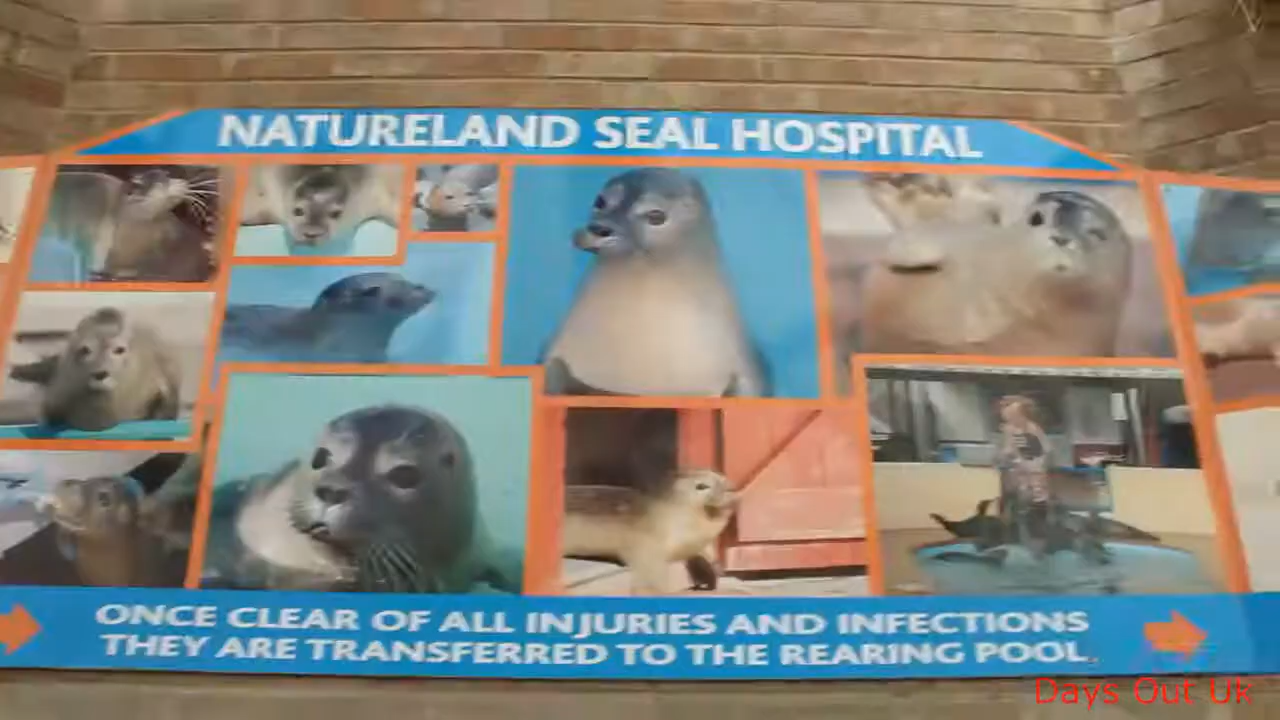 NATURELAND SEAL HOSPITAL
ONCE CLEAR OF ALL INJURIES AND INFECTIONS
THEY ARE TRANSFERRED TO THE REARING POOL.
Days Out Uk